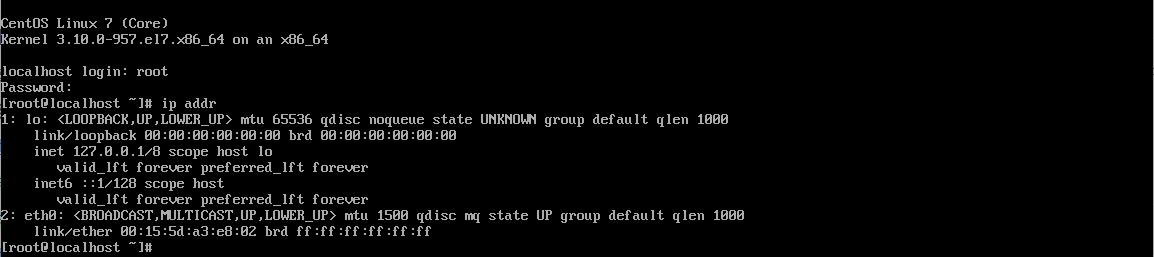 CentOS Linux 7 (Core)
Kernel 3.10.0-957.el7.x86_64 on an x86_64
localhost login: root
Password:
[root@localhost ~]# ip addr
1: lo: <LOOPBACK,UP,LOWER_UP> mtu 65536 qdisc noqueue state UNKNOWN group default qlen 1000
link/loopback 00:00:00:00:00:00 brd 00:00:00:00:00:00
inet 127.0.0.1/8 scope host lo
valid_lft forever preferred_lft forever
inet6 ::1/128 scope host
valid_lft forever preferred_lft forever
2: eth0: <BROADCAST,MULTICAST,UP,LOWER_UP> mtu 1500 qdisc mq state UP group default qlen 1000
link/ether 00:15:5d:a3:e8:02 brd ff:ff:ff:ff:ff:ff
[root@localhost ~]#